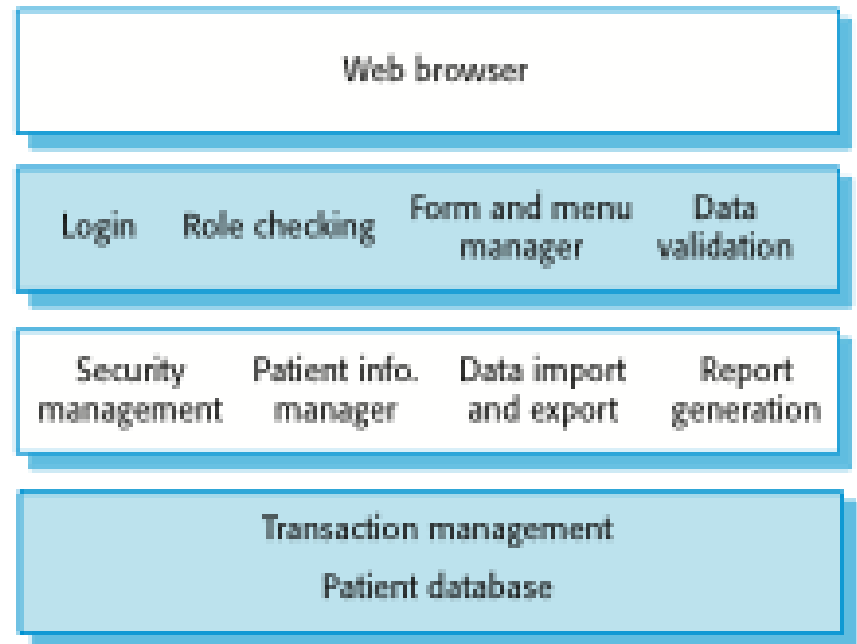 Web browser
Login
Role checking
Form and menu
manager
Data
validation
Security
management
Patient info.
manager
Data import
and export
Report
generation
Transaction management
Patient database